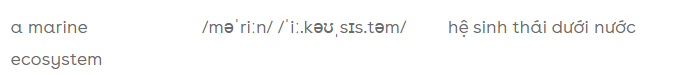 a marine /məˈriːn/ /ˈiː.kəʊˌsɪs.təm/ hệ sinh thái dưới nước
ecosystem